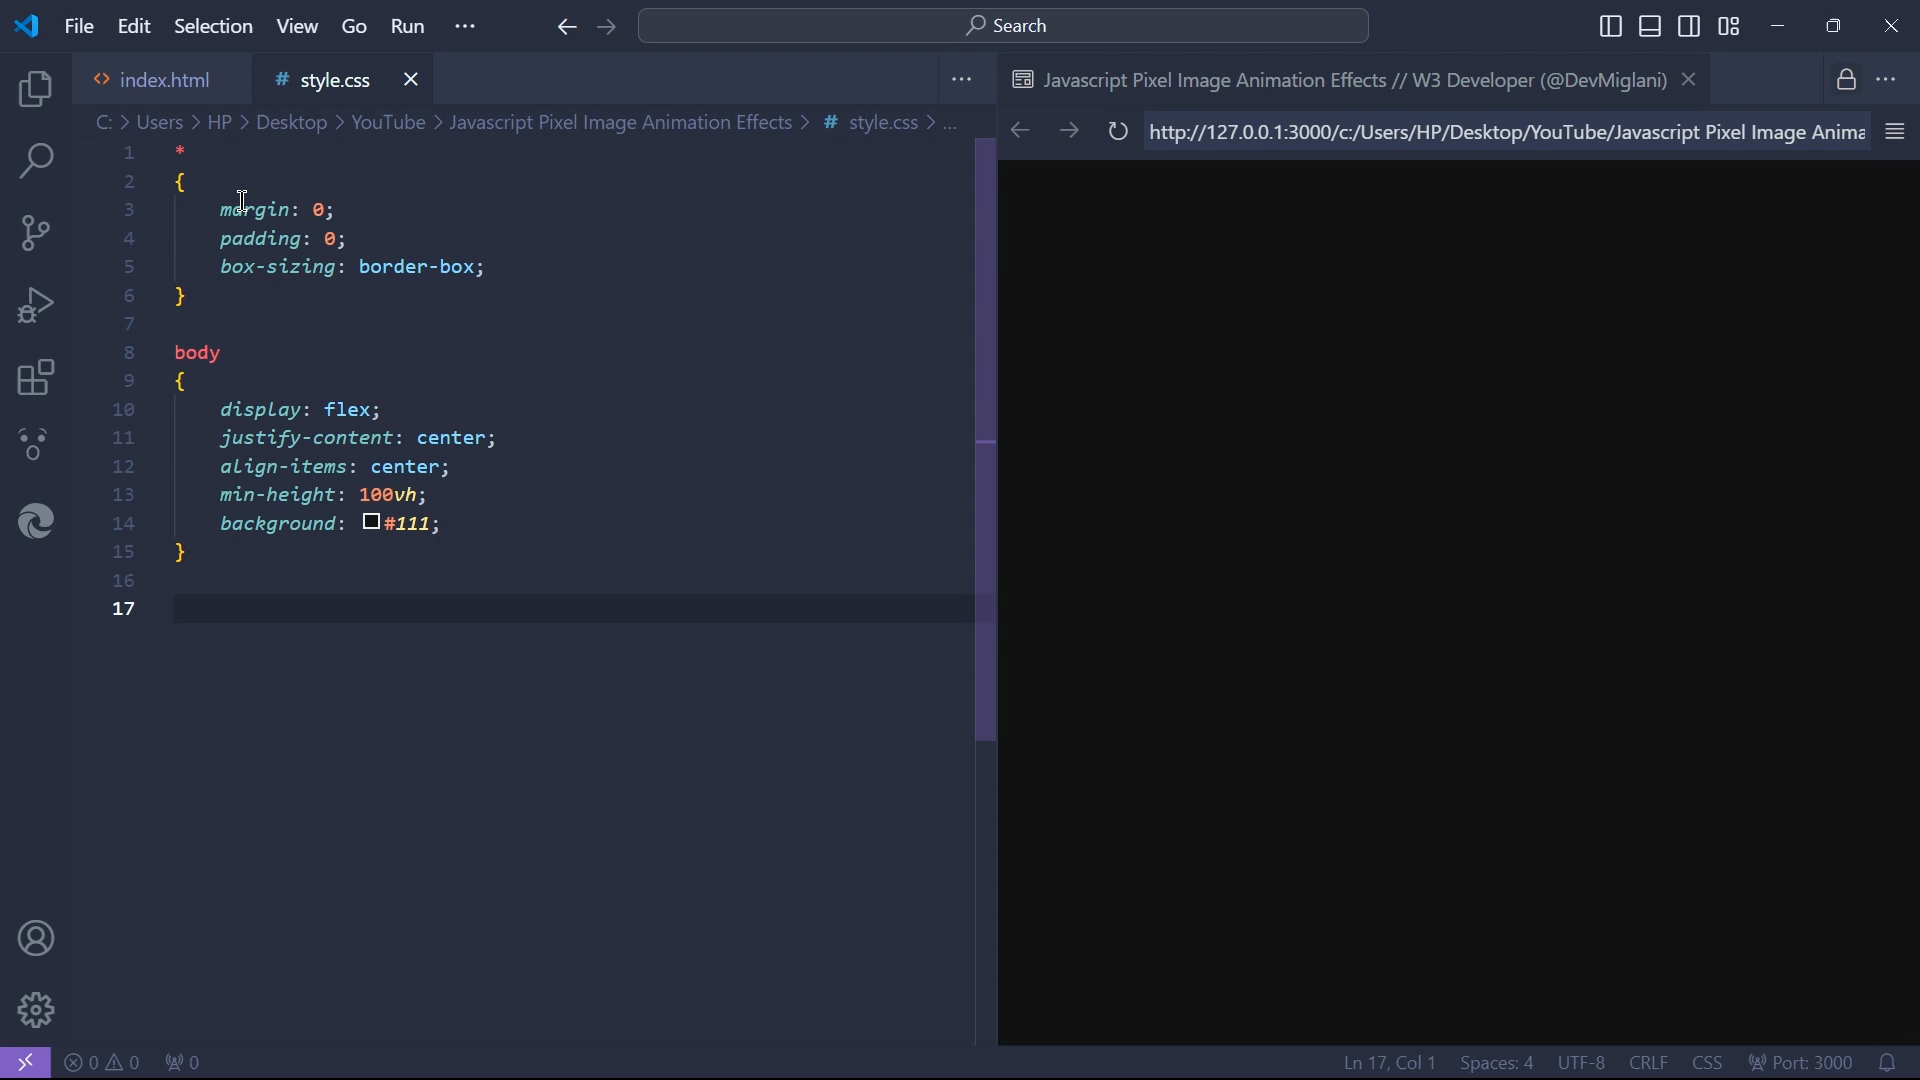 File Edit Selection View Go Run ··· Search
index.html # style.css ···
Javascript Pixel Image Animation Effects // W3 Developer (@DevMiglani) ···
C: > Users > HP > Desktop > YouTube > Javascript Pixel Image Animation Effects > # style.css > ...
http://127.0.0.1:3000/c:/Users/HP/Desktop/YouTube/Javascript Pixel Image Anima
1 *
2 {
3 margin: 0;
4 padding: 0;
5 box-sizing: border-box;
6 }
7
8 body
9 {
10 display: flex;
11 justify-content: center;
12 align-items: center;
13 min-height: 100vh;
14 background: #111;
15 }
16
17
0 0 0 Ln 17, Col 1 Spaces: 4 UTF-8 CRLF CSS Port: 3000